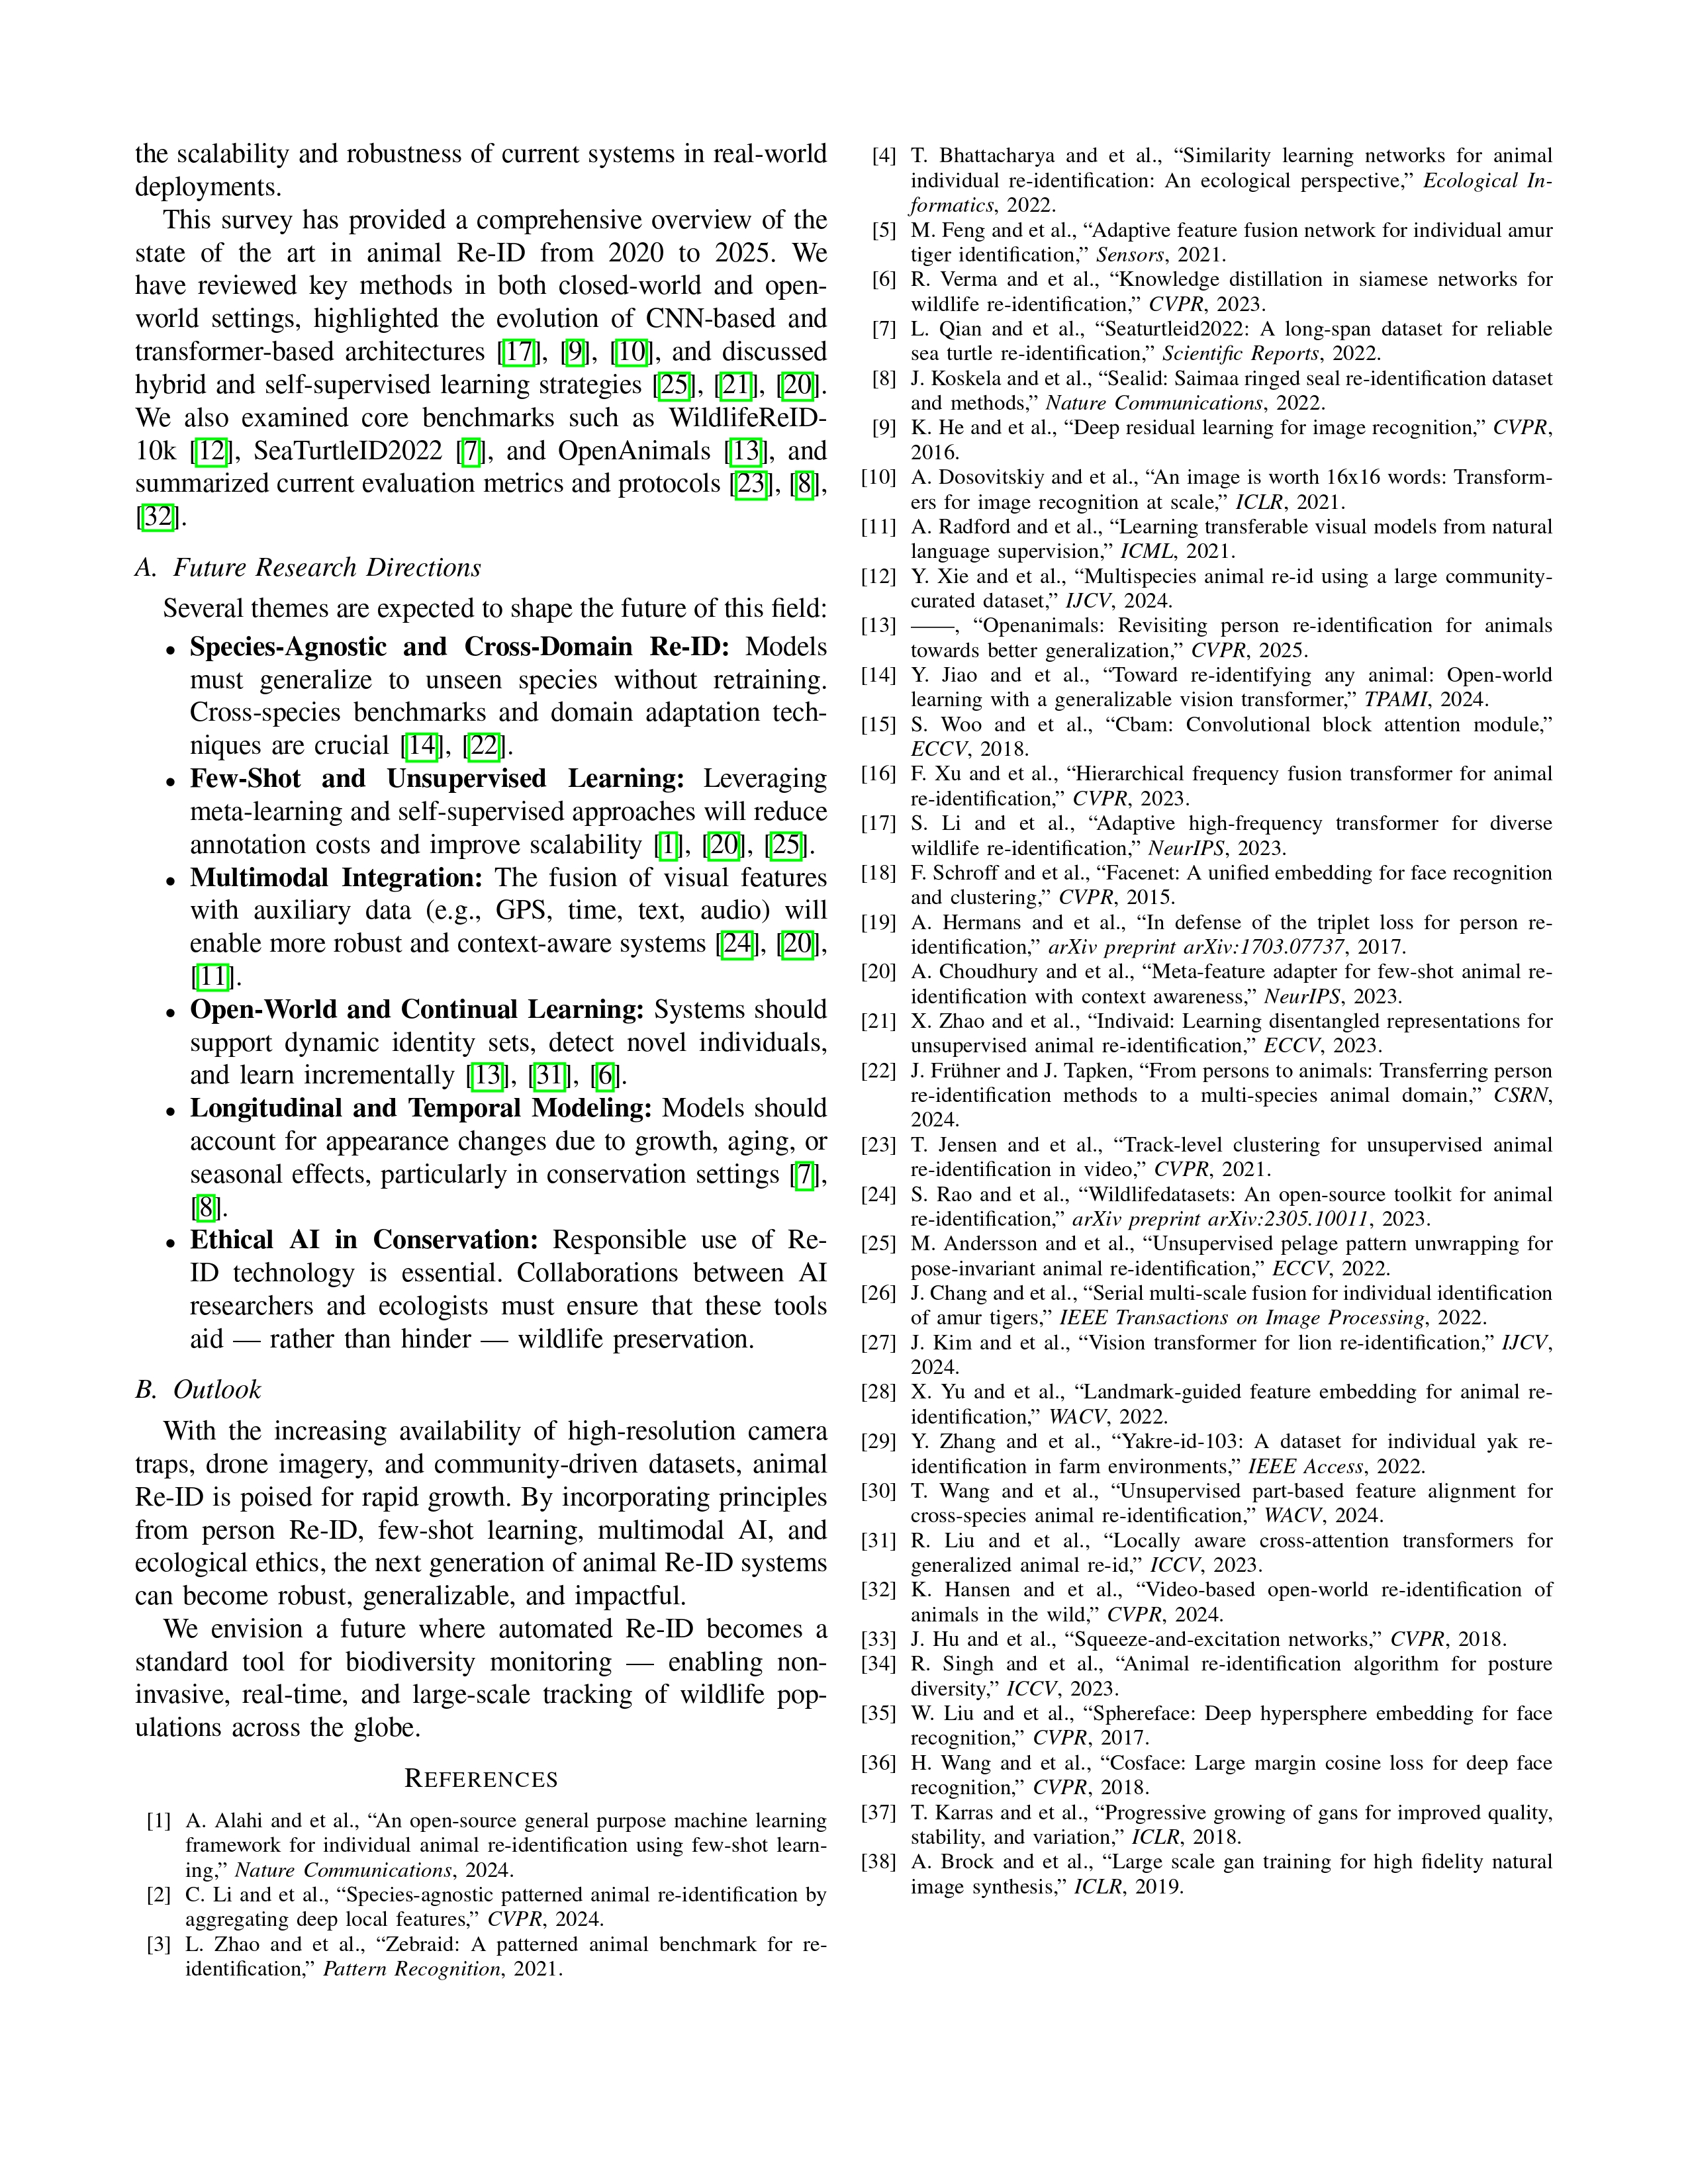 the scalability and robustness of current systems in real-world
deployments.
This survey has provided a comprehensive overview of the
state of the art in animal Re-ID from 2020 to 2025. We
have reviewed key methods in both closed-world and open-
world settings, highlighted the evolution of CNN-based and
transformer-based architectures [17], [9], [10], and discussed
hybrid and self-supervised learning strategies [25], [21], [20].
We also examined core benchmarks such as WildlifeReID-
10k [12], SeaTurtleID2022 [7], and OpenAnimals [13], and
summarized current evaluation metrics and protocols [23], [8],
[32].
A. Future Research Directions
Several themes are expected to shape the future of this field:
• Species-Agnostic and Cross-Domain Re-ID: Models
must generalize to unseen species without retraining.
Cross-species benchmarks and domain adaptation tech-
niques are crucial [14], [22].
• Few-Shot and Unsupervised Learning: Leveraging
meta-learning and self-supervised approaches will reduce
annotation costs and improve scalability [1], [20], [25].
• Multimodal Integration: The fusion of visual features
with auxiliary data (e.g., GPS, time, text, audio) will
enable more robust and context-aware systems [24], [20],
[11].
• Open-World and Continual Learning: Systems should
support dynamic identity sets, detect novel individuals,
and learn incrementally [13], [31], [6].
• Longitudinal and Temporal Modeling: Models should
account for appearance changes due to growth, aging, or
seasonal effects, particularly in conservation settings [7],
[8].
• Ethical AI in Conservation: Responsible use of Re-
ID technology is essential. Collaborations between AI
researchers and ecologists must ensure that these tools
aid — rather than hinder — wildlife preservation.
B. Outlook
With the increasing availability of high-resolution camera
traps, drone imagery, and community-driven datasets, animal
Re-ID is poised for rapid growth. By incorporating principles
from person Re-ID, few-shot learning, multimodal AI, and
ecological ethics, the next generation of animal Re-ID systems
can become robust, generalizable, and impactful.
We envision a future where automated Re-ID becomes a
standard tool for biodiversity monitoring — enabling non-
invasive, real-time, and large-scale tracking of wildlife pop-
ulations across the globe.
REFERENCES
[1] A. Alahi and et al., “An open-source general purpose machine learning
framework for individual animal re-identification using few-shot learn-
ing,” Nature Communications, 2024.
[2] C. Li and et al., “Species-agnostic patterned animal re-identification by
aggregating deep local features,” CVPR, 2024.
[3] L. Zhao and et al., “Zebraid: A patterned animal benchmark for re-
identification,” Pattern Recognition, 2021.
[4] T. Bhattacharya and et al., “Similarity learning networks for animal
individual re-identification: An ecological perspective,” Ecological In-
formatics, 2022.
[5] M. Feng and et al., “Adaptive feature fusion network for individual amur
tiger identification,” Sensors, 2021.
[6] R. Verma and et al., “Knowledge distillation in siamese networks for
wildlife re-identification,” CVPR, 2023.
[7] L. Qian and et al., “Seaturtleid2022: A long-span dataset for reliable
sea turtle re-identification,” Scientific Reports, 2022.
[8] J. Koskela and et al., “Sealid: Saimaa ringed seal re-identification dataset
and methods,” Nature Communications, 2022.
[9] K. He and et al., “Deep residual learning for image recognition,” CVPR,
2016.
[10] A. Dosovitskiy and et al., “An image is worth 16x16 words: Transform-
ers for image recognition at scale,” ICLR, 2021.
[11] A. Radford and et al., “Learning transferable visual models from natural
language supervision,” ICML, 2021.
[12] Y. Xie and et al., “Multispecies animal re-id using a large community-
curated dataset,” IJCV, 2024.
[13] ——, “Openanimals: Revisiting person re-identification for animals
towards better generalization,” CVPR, 2025.
[14] Y. Jiao and et al., “Toward re-identifying any animal: Open-world
learning with a generalizable vision transformer,” TPAMI, 2024.
[15] S. Woo and et al., “Cbam: Convolutional block attention module,”
ECCV, 2018.
[16] F. Xu and et al., “Hierarchical frequency fusion transformer for animal
re-identification,” CVPR, 2023.
[17] S. Li and et al., “Adaptive high-frequency transformer for diverse
wildlife re-identification,” NeurIPS, 2023.
[18] F. Schroff and et al., “Facenet: A unified embedding for face recognition
and clustering,” CVPR, 2015.
[19] A. Hermans and et al., “In defense of the triplet loss for person re-
identification,” arXiv preprint arXiv:1703.07737, 2017.
[20] A. Choudhury and et al., “Meta-feature adapter for few-shot animal re-
identification with context awareness,” NeurIPS, 2023.
[21] X. Zhao and et al., “Indivaid: Learning disentangled representations for
unsupervised animal re-identification,” ECCV, 2023.
[22] J. Frühner and J. Tapken, “From persons to animals: Transferring person
re-identification methods to a multi-species animal domain,” CSRN,
2024.
[23] T. Jensen and et al., “Track-level clustering for unsupervised animal
re-identification in video,” CVPR, 2021.
[24] S. Rao and et al., “Wildlifedatasets: An open-source toolkit for animal
re-identification,” arXiv preprint arXiv:2305.10011, 2023.
[25] M. Andersson and et al., “Unsupervised pelage pattern unwrapping for
pose-invariant animal re-identification,” ECCV, 2022.
[26] J. Chang and et al., “Serial multi-scale fusion for individual identification
of amur tigers,” IEEE Transactions on Image Processing, 2022.
[27] J. Kim and et al., “Vision transformer for lion re-identification,” IJCV,
2024.
[28] X. Yu and et al., “Landmark-guided feature embedding for animal re-
identification,” WACV, 2022.
[29] Y. Zhang and et al., “Yakre-id-103: A dataset for individual yak re-
identification in farm environments,” IEEE Access, 2022.
[30] T. Wang and et al., “Unsupervised part-based feature alignment for
cross-species animal re-identification,” WACV, 2024.
[31] R. Liu and et al., “Locally aware cross-attention transformers for
generalized animal re-id,” ICCV, 2023.
[32] K. Hansen and et al., “Video-based open-world re-identification of
animals in the wild,” CVPR, 2024.
[33] J. Hu and et al., “Squeeze-and-excitation networks,” CVPR, 2018.
[34] R. Singh and et al., “Animal re-identification algorithm for posture
diversity,” ICCV, 2023.
[35] W. Liu and et al., “Sphereface: Deep hypersphere embedding for face
recognition,” CVPR, 2017.
[36] H. Wang and et al., “Cosface: Large margin cosine loss for deep face
recognition,” CVPR, 2018.
[37] T. Karras and et al., “Progressive growing of gans for improved quality,
stability, and variation,” ICLR, 2018.
[38] A. Brock and et al., “Large scale gan training for high fidelity natural
image synthesis,” ICLR, 2019.